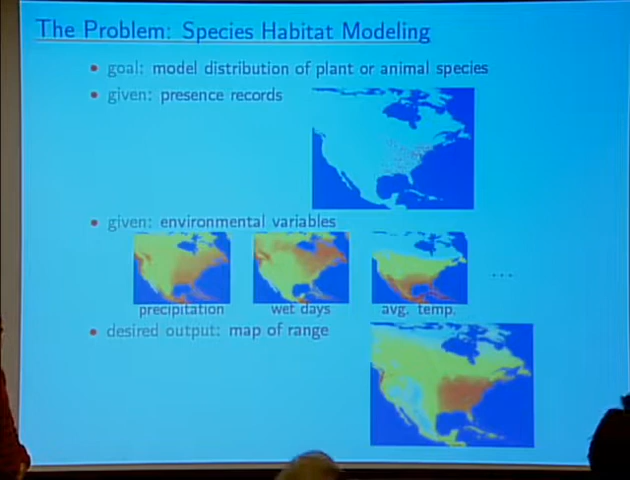 The Problem: Species Habitat Modeling
• goal: model distribution of plant or animal species
• given: presence records
• given: environmental variables
precipitation wet days avg. temp. ...
• desired output: map of range